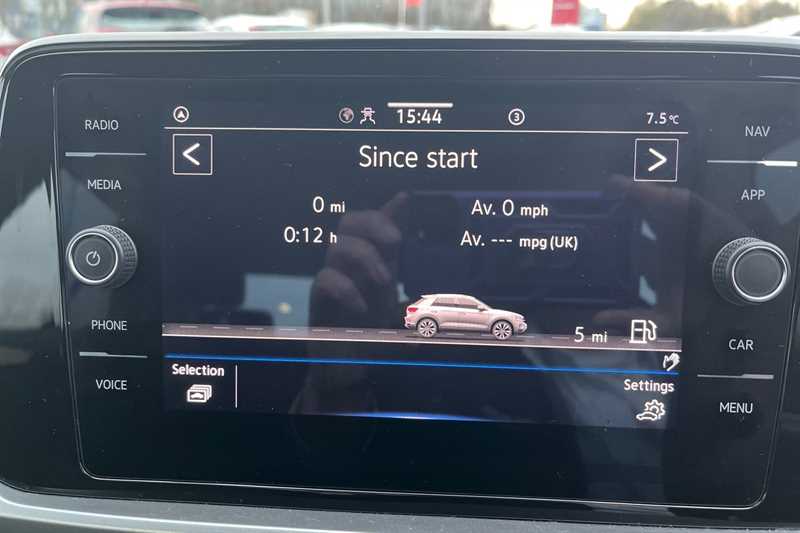 RADIO
MEDIA
PHONE
VOICE
15:44
3
7.5 °C
Since start
0 mi
Av. 0 mph
0:12 h
Av. --- mpg (UK)
5 mi
Selection
Settings
NAV
APP
CAR
MENU